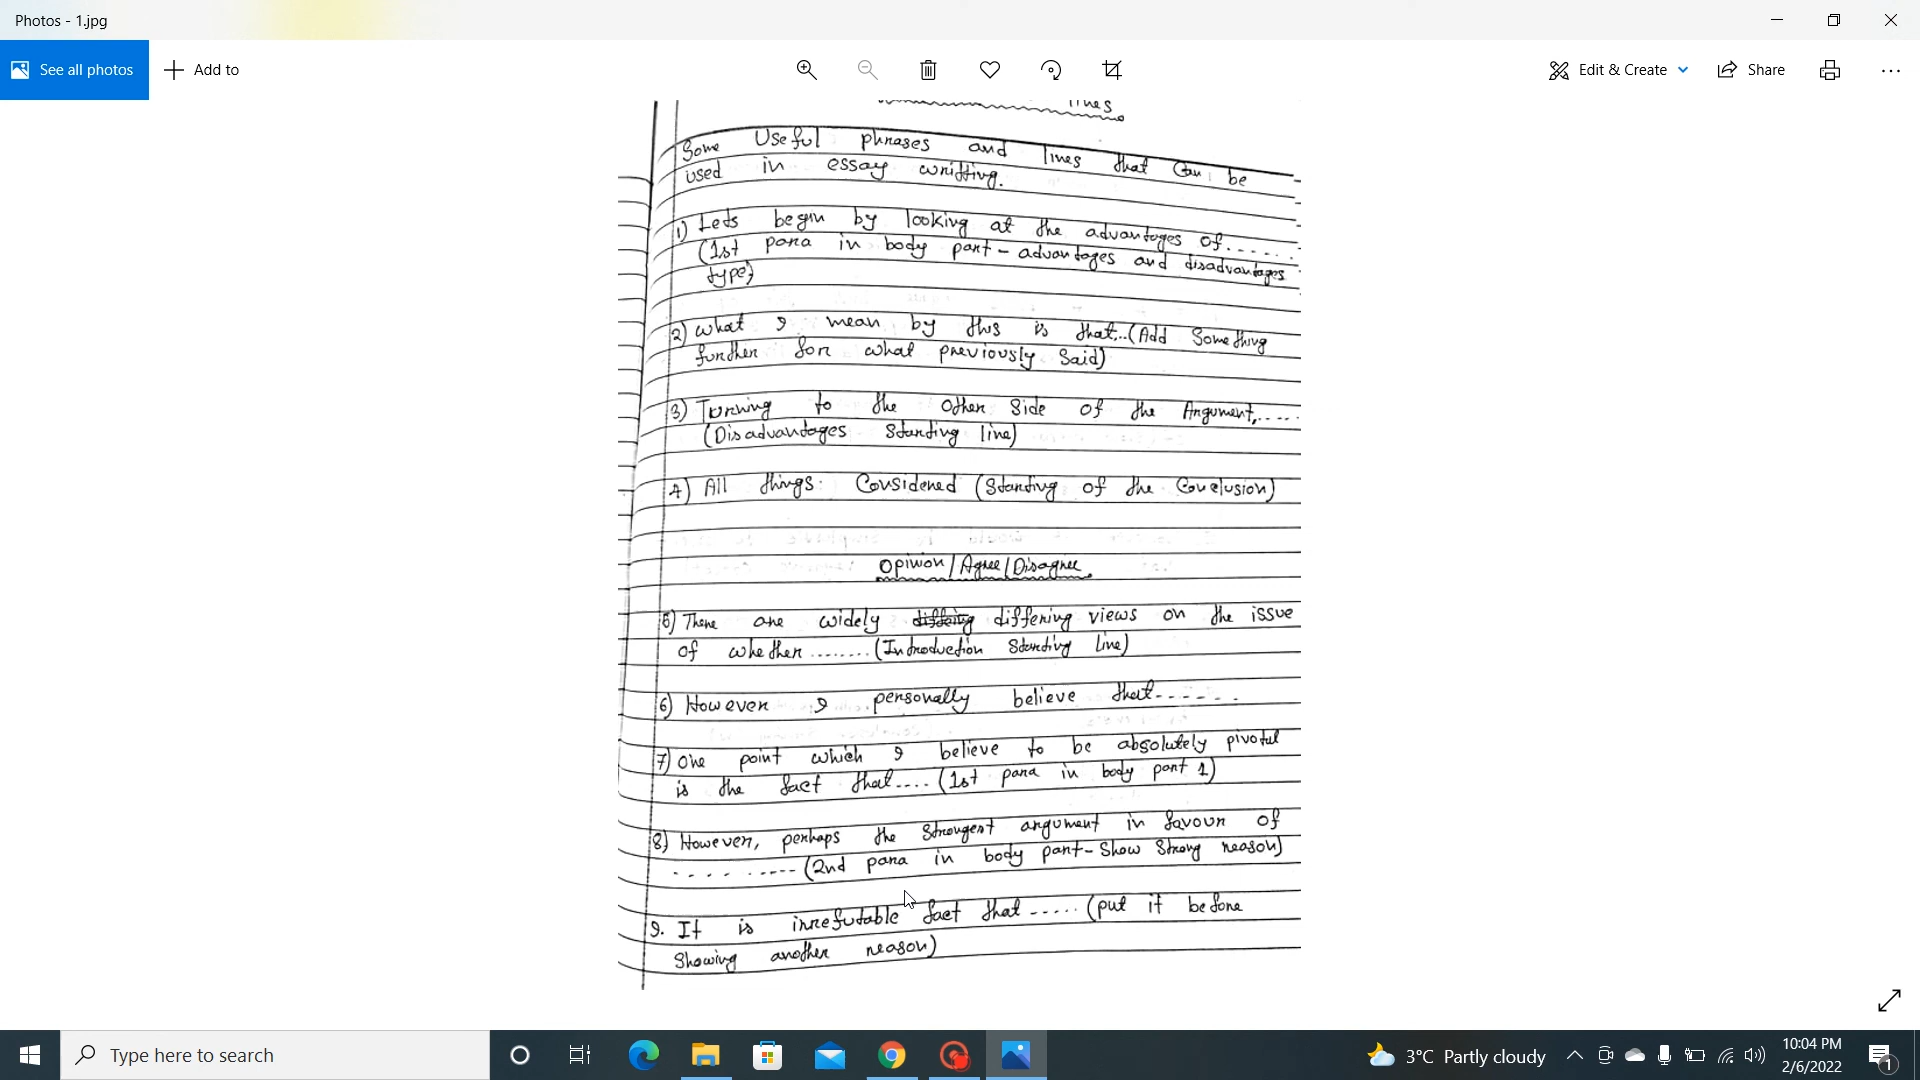 Photos - 1.jpg
See all photos
Add to
Edit & Create
Share
lines
Some Useful phrases and lines that Can be
used in essay writting.
1) Lets begin by looking at the advantages of......
(1st para in body part - advantages and disadvantages
type)
2) what I mean by this is that...(Add Something
further for what previously Said)
3) Turning to the Other Side of the Argument,.....
(Disadvantages Starting line)
4) All things Considered (Starting of the Conclusion)
Opinion/Agree/Disagree
5) There are widely differing views on the issue
of whether ........(Introduction Starting Line)
6) However I personally believe that......
7) One point which I believe to be absolutely pivotal
is the fact that.... (1st para in body part 1)
8) However, perhaps the Strongest argument in favour of
........ (2nd para in body part - Show Strong reason)
9. It is irrefutable fact that ..... (put it before
Showing another reason)
Type here to search
3°C Partly cloudy
10:04 PM
2/6/2022
1